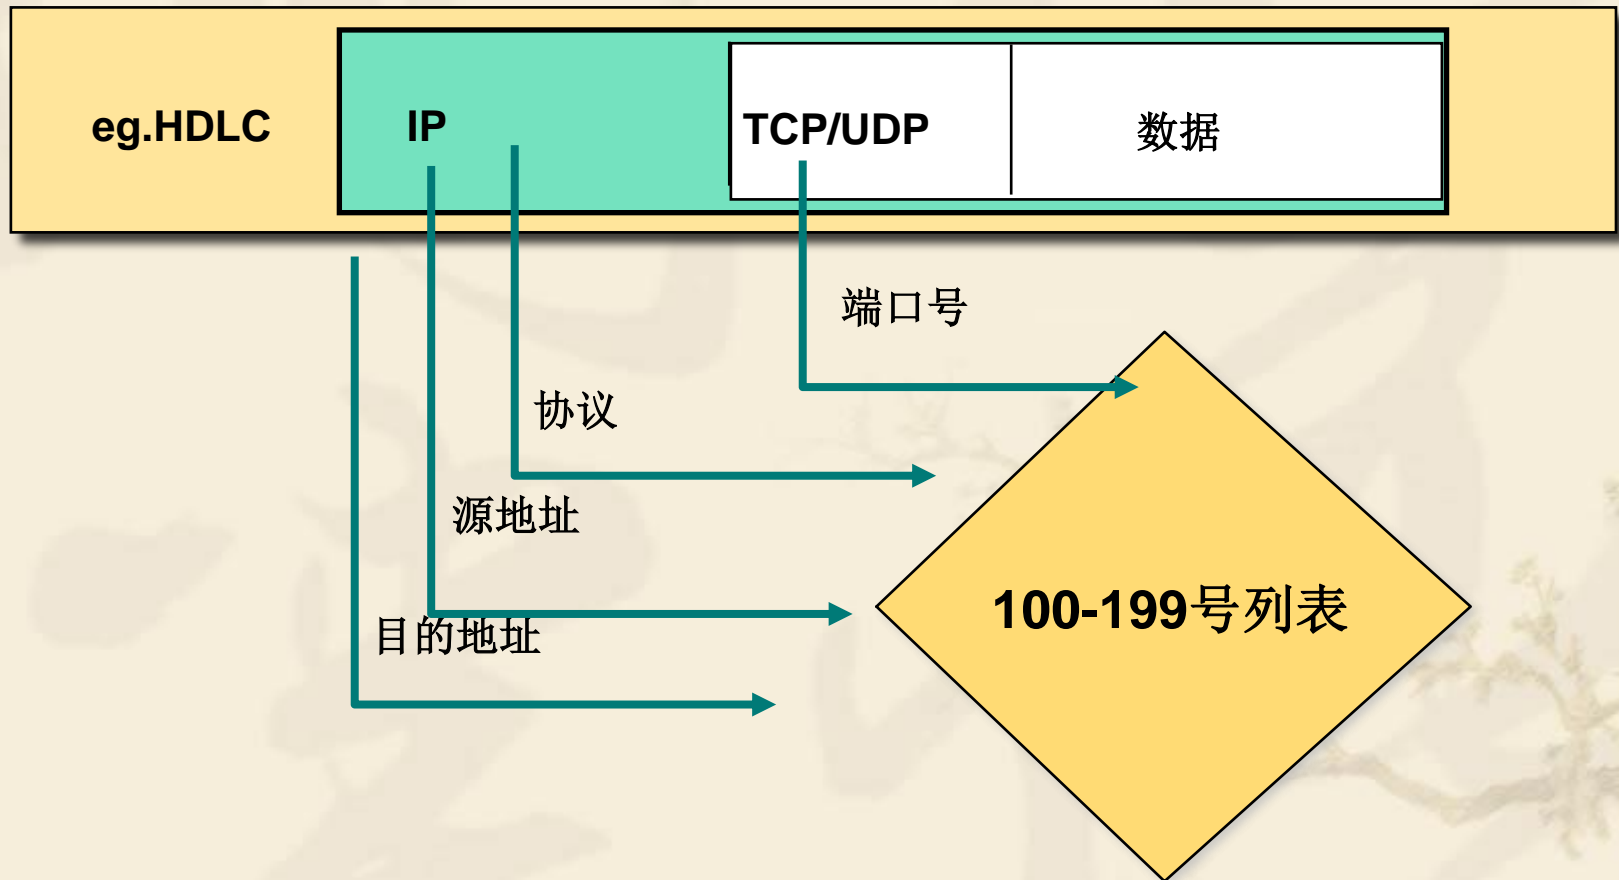 eg.HDLC
IP
TCP/UDP
数据
端口号
协议
源地址
目的地址
100-199号列表